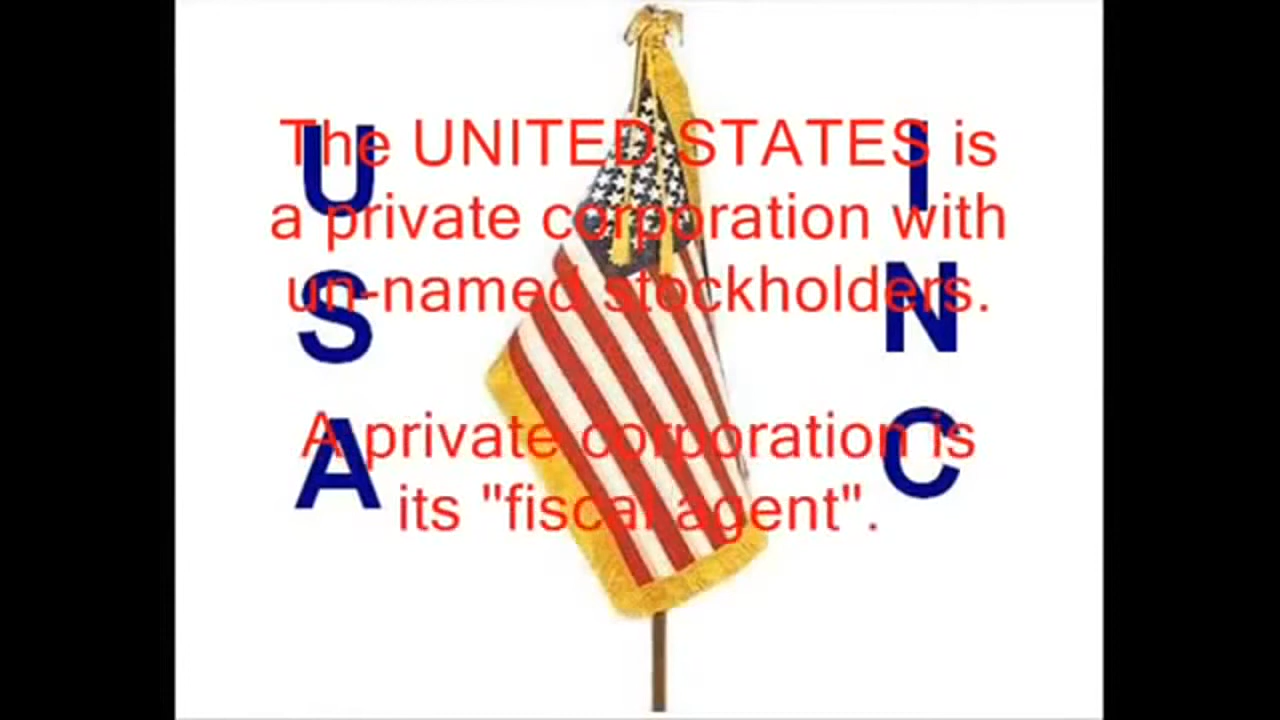 The UNITED STATES is
a private corporation with
un-named stockholders.
A private corporation is
its "fiscal agent".
U
S
A
I
N
C